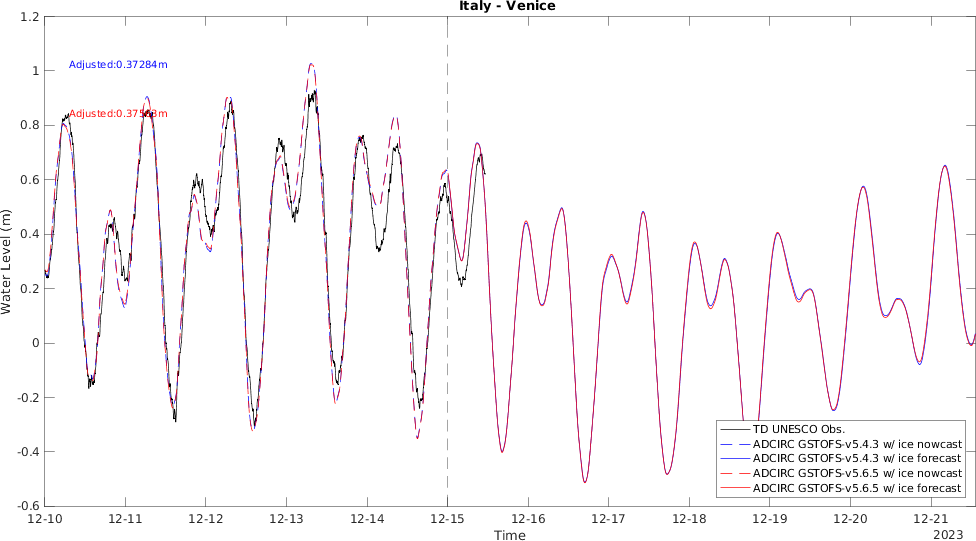 Italy - Venice
1.2
1
0.8
0.6
0.4
0.2
0
-0.2
-0.4
-0.6
Water Level (m)
Adjusted:0.37284m
TD UNESCO Obs.
ADCIRC GSTOFS-v5.4.3 w/ ice nowcast
ADCIRC GSTOFS-v5.4.3 w/ ice forecast
ADCIRC GSTOFS-v5.6.5 w/ ice nowcast
ADCIRC GSTOFS-v5.6.5 w/ ice forecast
12-10 12-11 12-12 12-13 12-14 12-15 12-16 12-17 12-18 12-19 12-20 12-21
Time
2023